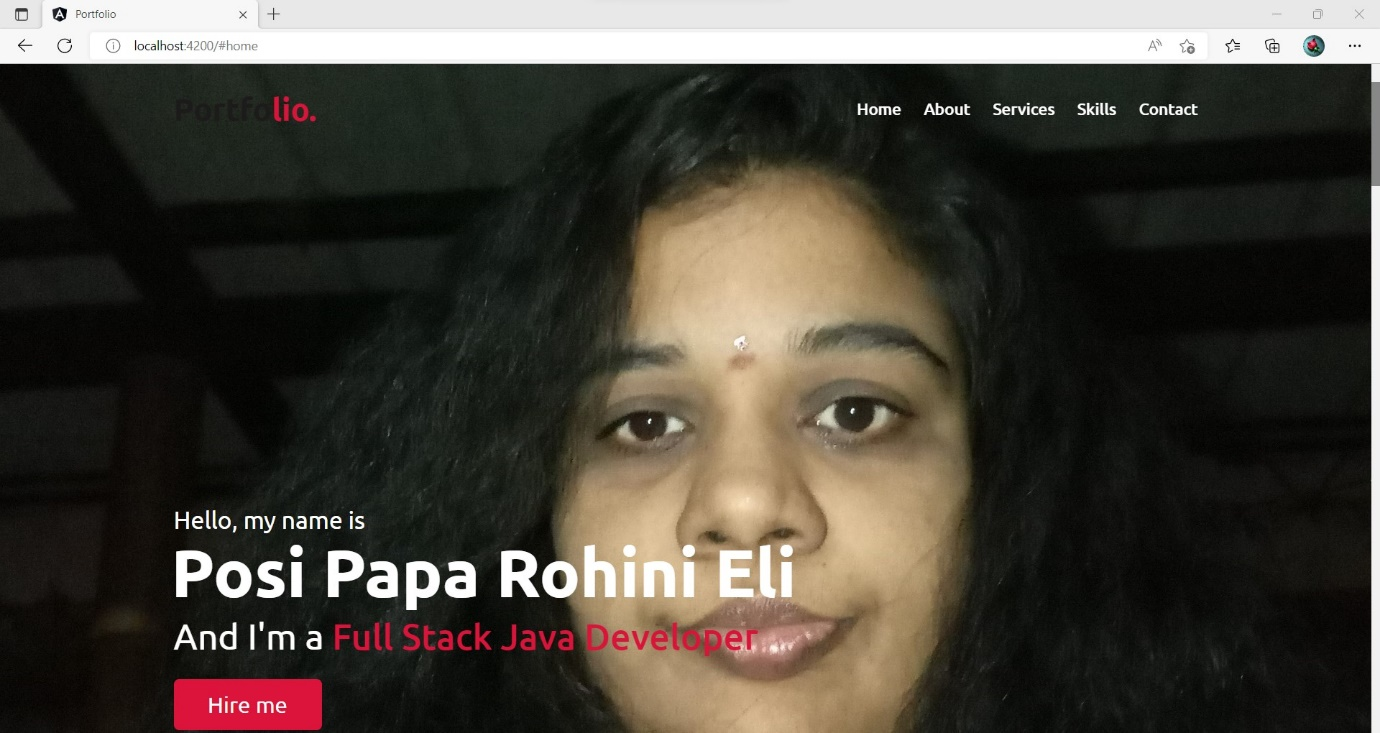 Portfolio
localhost:4200/#home
Portfolio.
Home About Services Skills Contact
Hello, my name is
Posi Papa Rohini Eli
And I'm a Full Stack Java Developer
Hire me